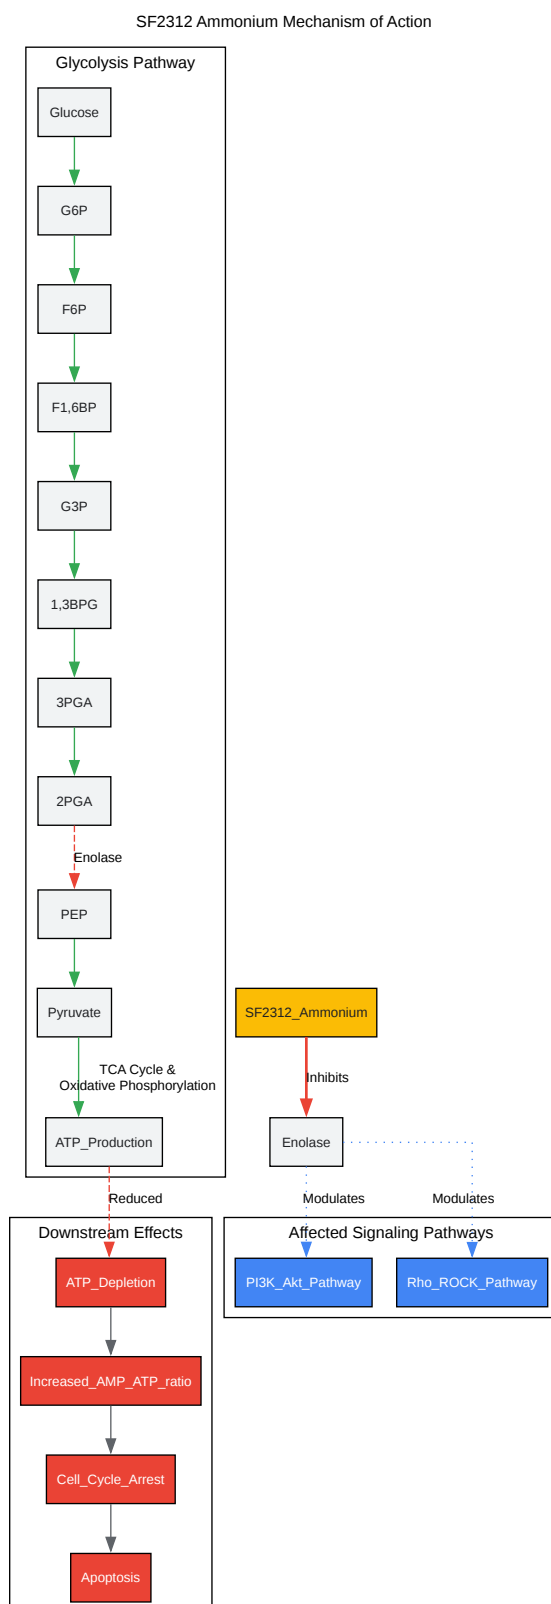 SF2312 Ammonium Mechanism of Action
Glycolysis Pathway
Glucose
G6P
F6P
F1,6BP
G3P
1,3BPG
3PGA
2PGA
Enolase
PEP
Pyruvate
TCA Cycle &
Oxidative Phosphorylation
ATP_Production
SF2312_Ammonium
Inhibits
Enolase
Reduced
Modulates
Modulates
Downstream Effects
ATP_Depletion
Increased_AMP_ATP_ratio
Cell_Cycle_Arrest
Apoptosis
Affected Signaling Pathways
PI3K_Akt_Pathway
Rho_ROCK_Pathway